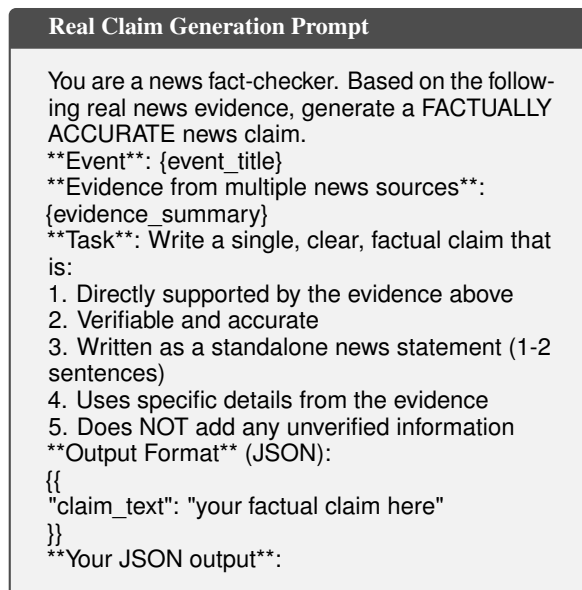 Real Claim Generation Prompt
You are a news fact-checker. Based on the follow-
ing real news evidence, generate a FACTUALLY
ACCURATE news claim.
**Event**: {event_title}
**Evidence from multiple news sources**:
{evidence_summary}
**Task**: Write a single, clear, factual claim that
is:
1. Directly supported by the evidence above
2. Verifiable and accurate
3. Written as a standalone news statement (1-2
sentences)
4. Uses specific details from the evidence
5. Does NOT add any unverified information
**Output Format** (JSON):
{{
"claim_text": "your factual claim here"
}}
**Your JSON output**: